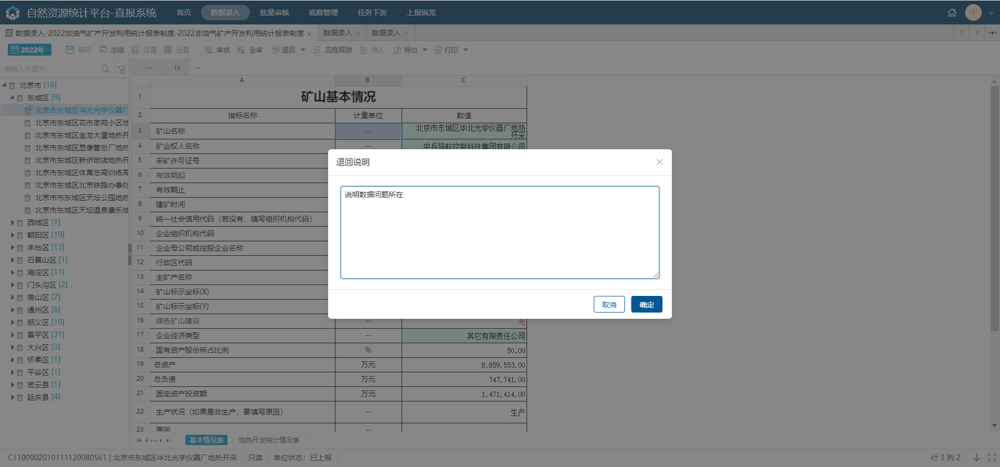 自然资源统计平台-直报系统 首页 数据录入 批量审核 底数管理 任务下发 上报纵览 1
数据录入-2022非油气矿产开发利用统计报表制度-2022非油气矿产开发利用统计报表制度 数据录入 数据录入
2022年 保存 冻结 运算 全算 审核 全审 退回 流程跟踪 导入 导出 打印
请输入关键字... -- fx --
北京市 [16]
东城区 [9]
北京市东城区华北光学仪器厂
北京市东城区花市枣苑小区地
北京市东城区金龙大厦地热开
北京市东城区显像管总厂地热
北京市东城区新侨饭店地热开
北京市东城区体育总局训练局
北京市东城区北京铁路办事处
北京市市东城区天坛公园地热
北京市东城区天坛温泉康乐城
西城区 [1]
朝阳区 [19]
丰台区 [13]
石景山区 [1]
海淀区 [11]
门头沟区 [2]
房山区 [7]
通州区 [6]
顺义区 [10]
昌平区 [31]
大兴区 [3]
怀柔区 [1]
平谷区 [1]
密云县 [1]
延庆县 [4]
A B C
1 矿山基本情况
2 指标名称 计量单位 数值
3 矿山名称 -- 北京市东城区华北光学仪器厂地热
开采
4 矿业权人名称 -- 中兵导航控制科技集团有限公司
5 采矿许可证号
6 有效期起
7 有效期止
8 建矿时间
9 统一社会信用代码（若没有，填写组织机构代码）
10 企业组织机构代码
11 企业母公司或控股企业名称
12 行政区代码
13 主矿产名称
14 矿山标示坐标(X)
15 矿山标示坐标(Y)
16 绿色矿山建设 -- 无
17 企业经济类型 -- 其它有限责任公司
18 国有资产股份所占比例 % 50.00
19 总资产 万元 8,859,553.00
20 总负债 万元 747,741.00
21 固定资产投资额 万元 1,471,414.00
22 生产状况（如果是非生产，要填写原因） -- 生产
23 原因 --
退回说明
说明数据问题所在
取消 确定
基本情况表 地热开发统计情况表
C1100002010111120080561 | 北京市东城区华北光学仪器厂地热开采 只读 单位状态：已上报 行 3 列 2